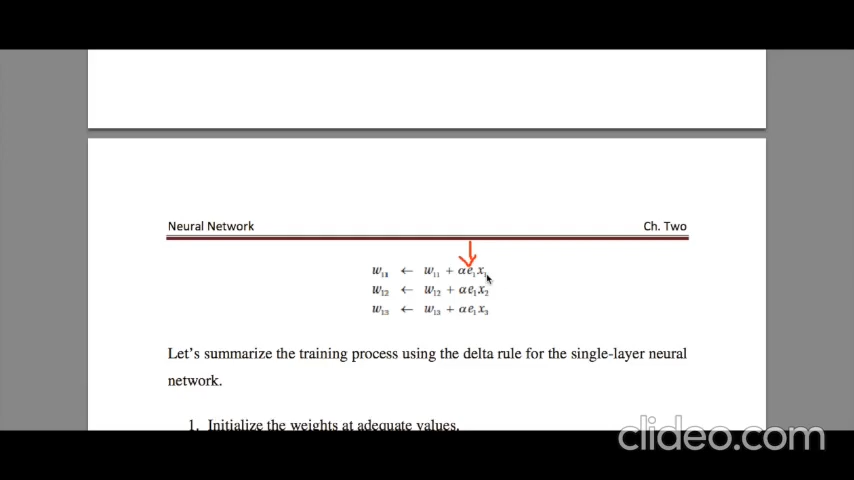 Neural Network Ch. Two
w₁₁ ← w₁₁ + αe₁x₁
w₁₂ ← w₁₂ + αe₁x₂
w₁₃ ← w₁₃ + αe₁x₃
Let's summarize the training process using the delta rule for the single-layer neural
network.
1. Initialize the weights at adequate values.
clideo.com